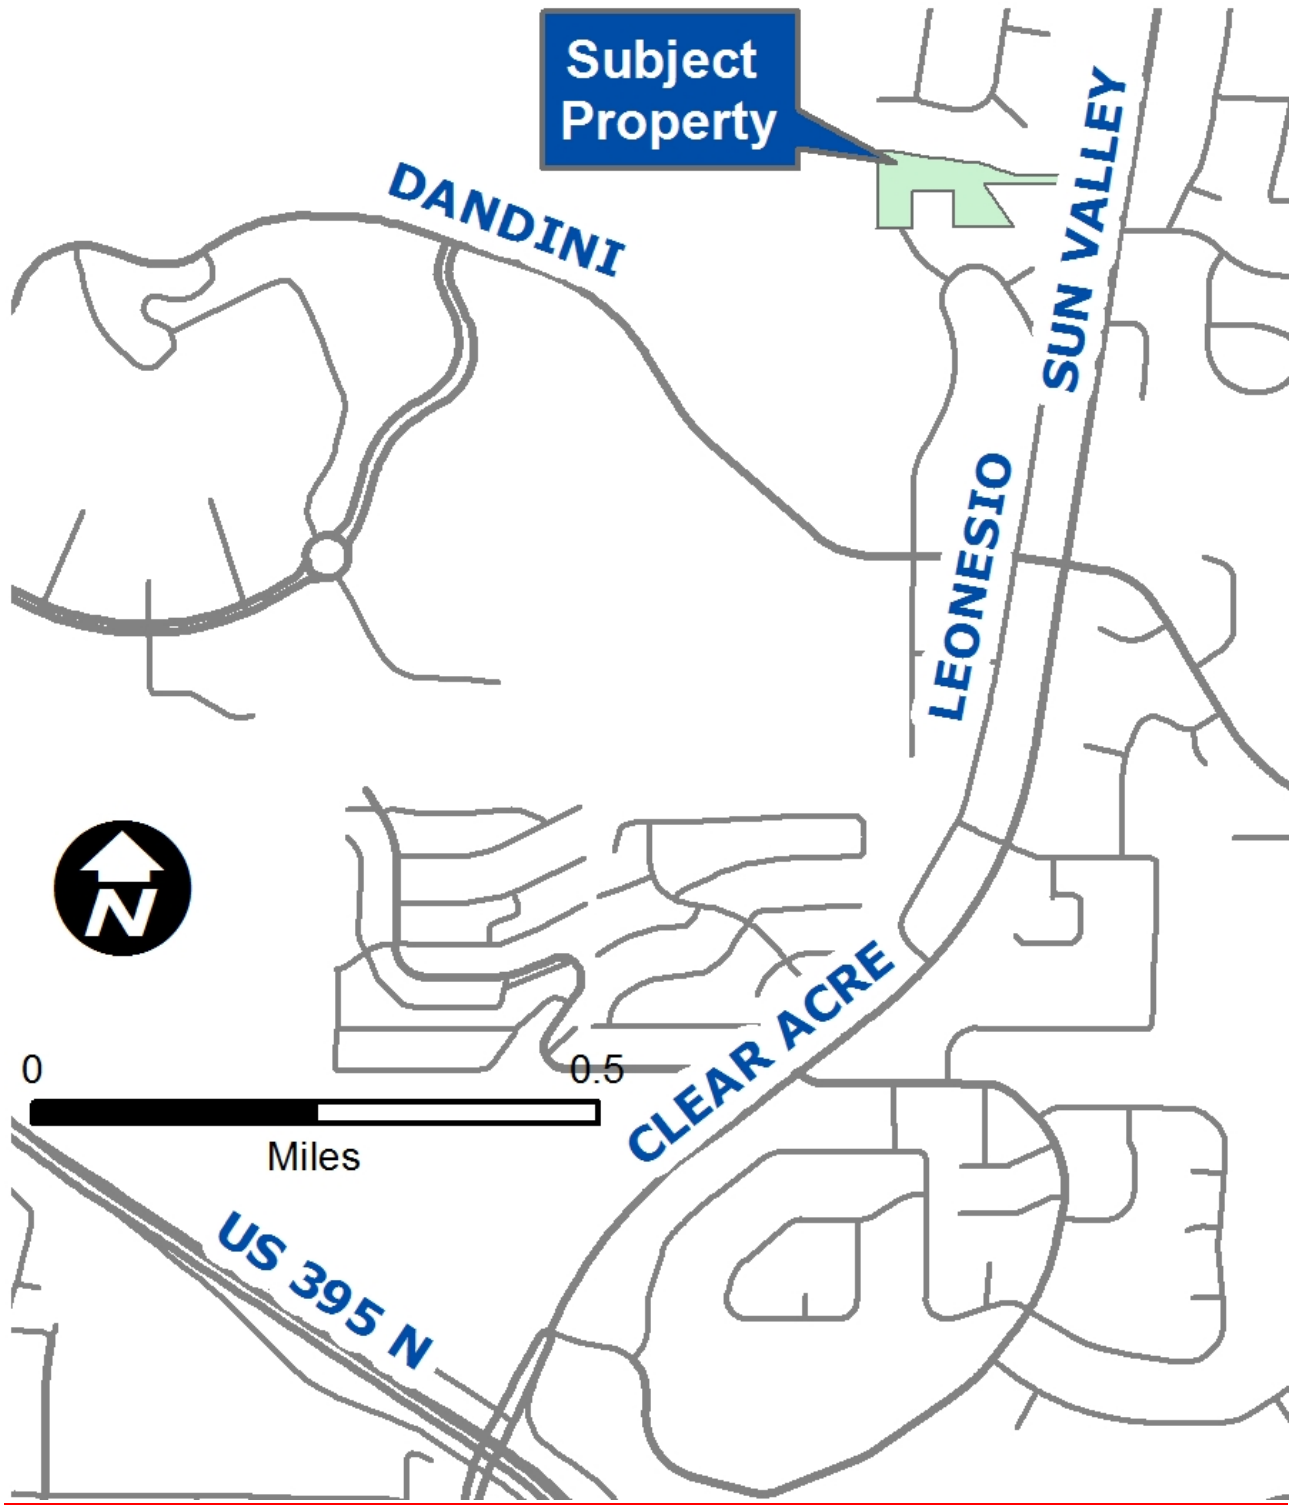 Subject
Property
SUN VALLEY
DANDINI
LEONESIO
N
CLEAR ACRE
0 0.5
Miles
US 395 N